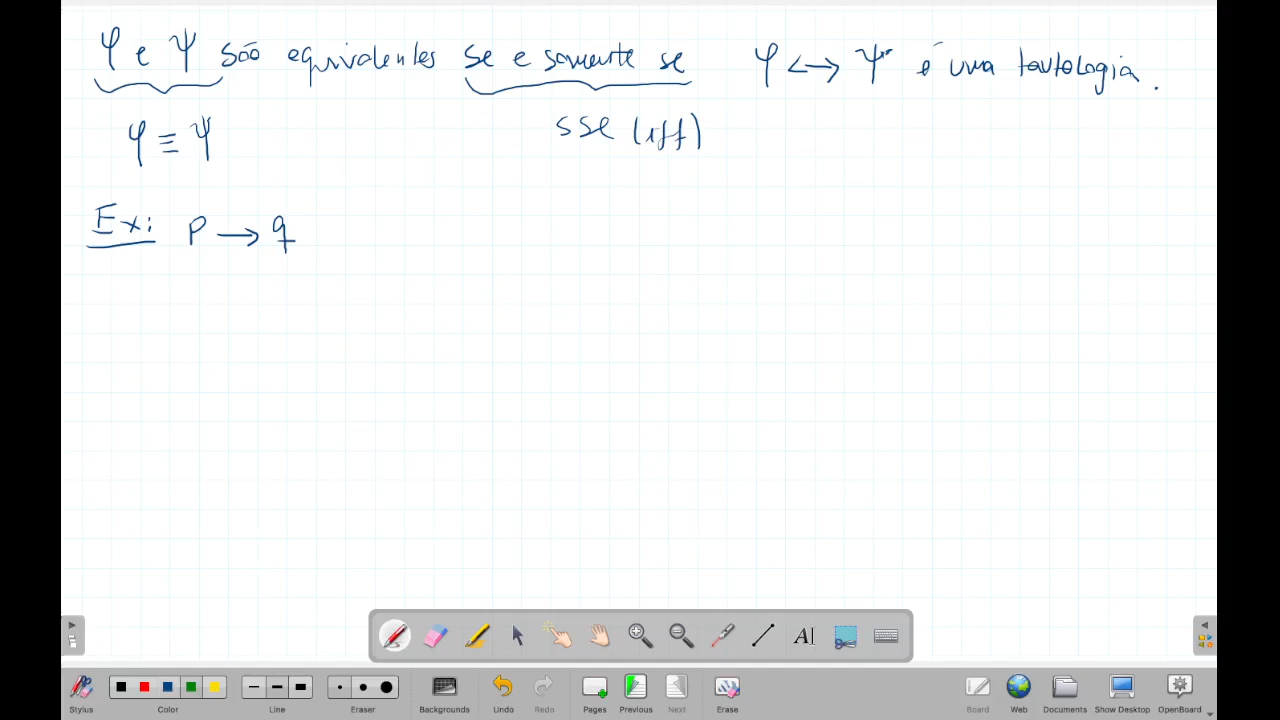 φ e ψ são equivalentes se e somente se φ <-> ψ é uma tautologia.
φ ≡ ψ sse (iff)
Ex: p → q
A
Stylus Color Line Eraser Backgrounds Undo Redo Pages Previous Next Erase Board Web Documents Show Desktop OpenBoard